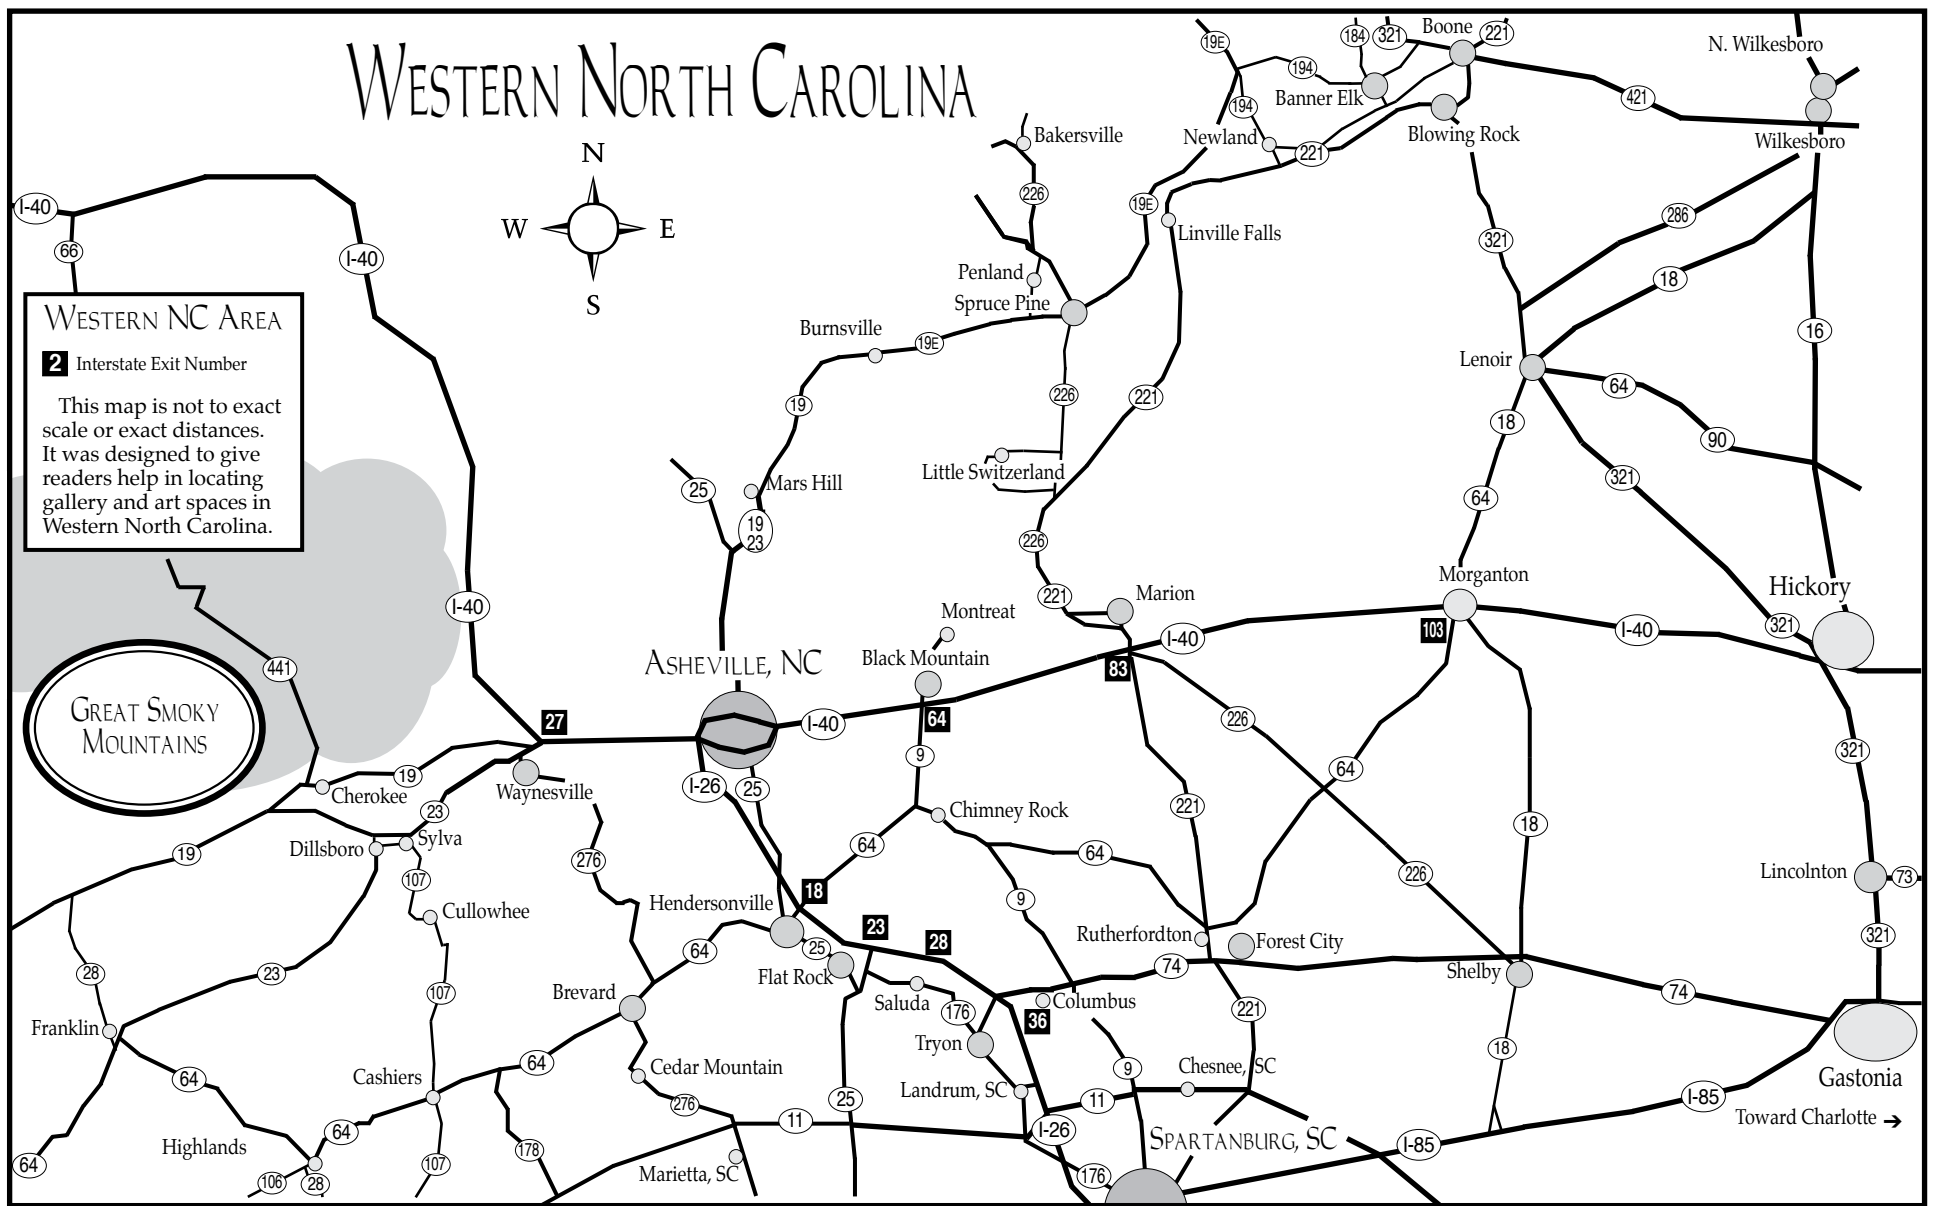 WESTERN NORTH CAROLINA
N
W
E
S
19E
184
321
Boone
221
N. Wilkesboro
194
Banner Elk
194
421
Bakersville
Newland
221
Blowing Rock
Wilkesboro
I-40
66
I-40
226
19E
Linville Falls
321
286
18
Penland
Spruce Pine
16
WESTERN NC AREA
2 Interstate Exit Number
This map is not to exact
scale or exact distances.
It was designed to give
readers help in locating
gallery and art spaces in
Western North Carolina.
Burnsville
19E
Lenoir
64
19
226
221
18
90
Little Switzerland
321
25
Mars Hill
64
19
23
226
Morganton
Hickory
I-40
221
Marion
Montreat
321
I-40
103
I-40
ASHEVILLE, NC
Black Mountain
83
441
GREAT SMOKY
MOUNTAINS
27
I-40
64
226
9
321
64
19
Cherokee
Waynesville
I-26
25
23
Chimney Rock
221
18
Dillsboro
Sylva
19
276
64
64
107
226
Lincolnton
73
18
Hendersonville
9
Cullowhee
23
28
Rutherfordton
Forest City
321
64
25
28
23
Flat Rock
74
Shelby
107
Brevard
Saluda
176
Columbus
36
221
74
Franklin
Tryon
18
64
64
Cashiers
Cedar Mountain
Landrum, SC
9
Chesnee, SC
Gastonia
276
25
11
I-85
Toward Charlotte →
11
64
Highlands
178
I-26
SPARTANBURG, SC
I-85
64
107
Marietta, SC
176
106
28